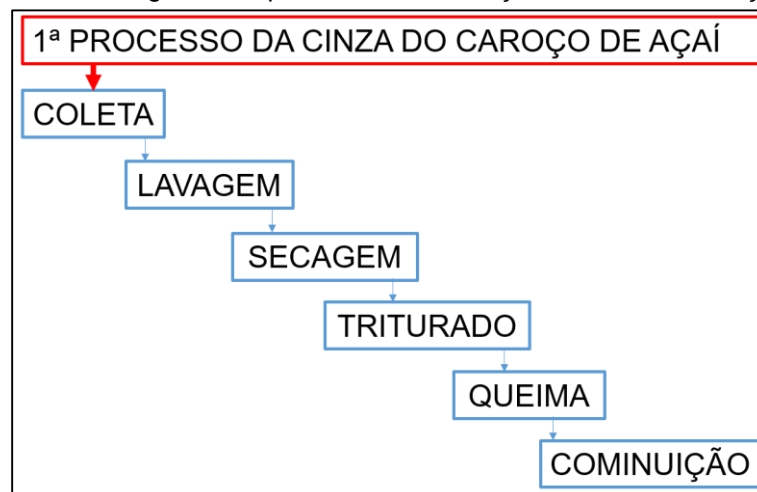 1ª PROCESSO DA CINZA DO CAROÇO DE AÇAÍ
COLETA
LAVAGEM
SECAGEM
TRITURADO
QUEIMA
COMINUIÇÃO